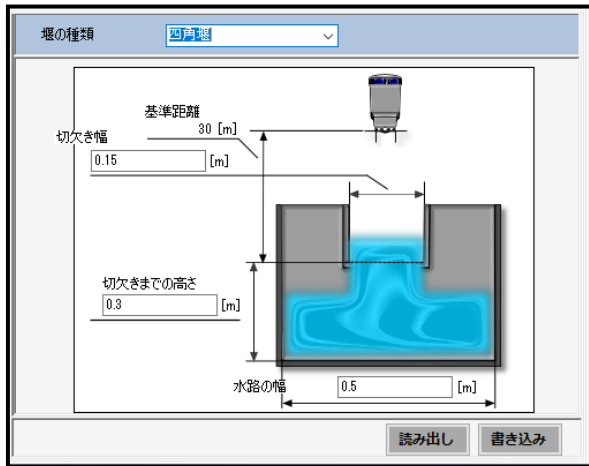 堰の種類 四角堰
基準距離
30 [m]
切欠き幅
0.15 [m]
切欠きまでの高さ
0.3 [m]
水路の幅 0.5 [m]
読み出し 書き込み